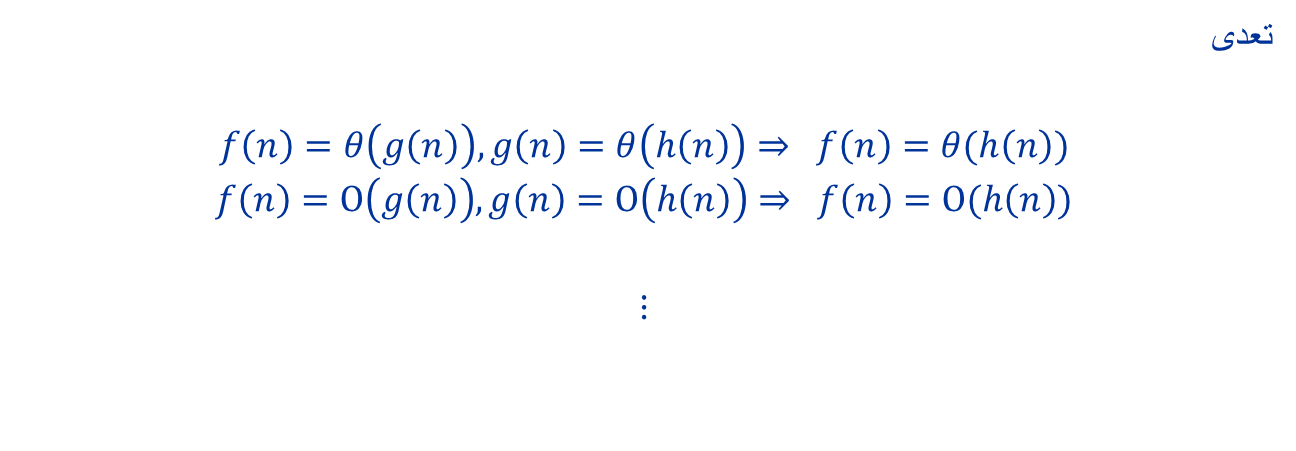 تعدی
f(n) = θ(g(n)), g(n) = θ(h(n)) ⇒ f(n) = θ(h(n))
f(n) = O(g(n)), g(n) = O(h(n)) ⇒ f(n) = O(h(n))
⋮